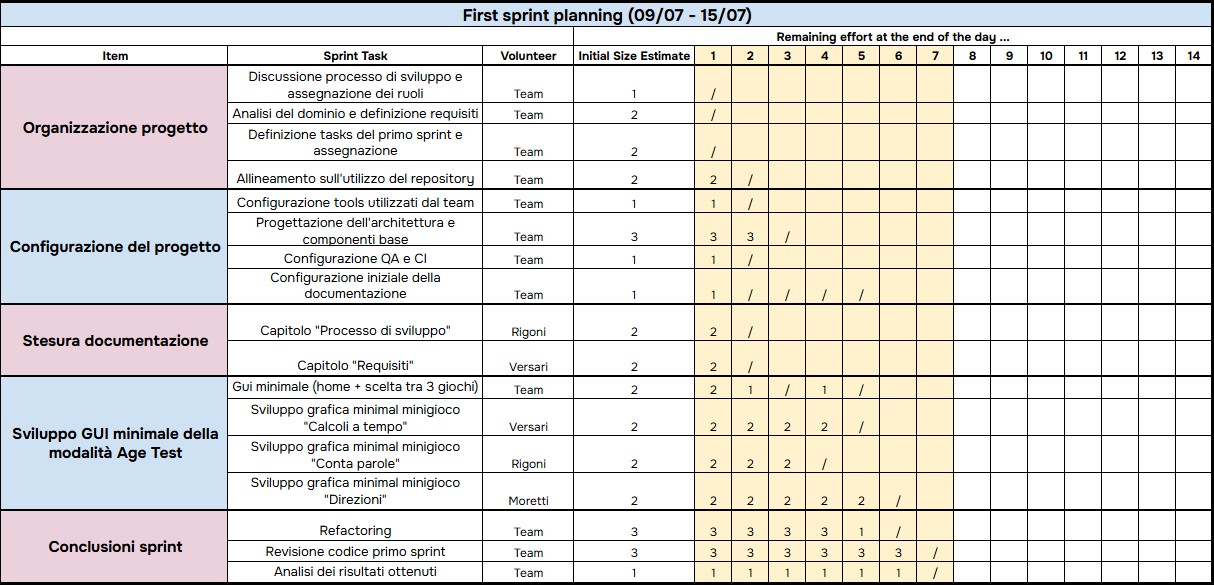 First sprint planning (09/07 - 15/07)
Remaining effort at the end of the day ...
Item Sprint Task Volunteer Initial Size Estimate 1 2 3 4 5 6 7 8 9 10 11 12 13 14
Organizzazione progetto
Discussione processo di sviluppo e
assegnazione dei ruoli Team 1 /
Analisi del dominio e definizione requisiti Team 2 /
Definizione tasks del primo sprint e
assegnazione Team 2 /
Allineamento sull'utilizzo del repository Team 2 2 /
Configurazione del progetto
Configurazione tools utilizzati dal team Team 1 1 /
Progettazione dell'architettura e
componenti base Team 3 3 3 /
Configurazione QA e CI Team 1 1 /
Configurazione iniziale della
documentazione Team 1 1 / / / /
Stesura documentazione
Capitolo "Processo di sviluppo" Rigoni 2 2 /
Capitolo "Requisiti" Versari 2 2 /
Sviluppo GUI minimale della
modalità Age Test
Gui minimale (home + scelta tra 3 giochi) Team 2 2 1 / 1 /
Sviluppo grafica minimal minigioco
"Calcoli a tempo" Versari 2 2 2 2 2 /
Sviluppo grafica minimal minigioco
"Conta parole" Rigoni 2 2 2 2 /
Sviluppo grafica minimal minigioco
"Direzioni" Moretti 2 2 2 2 2 2 /
Conclusioni sprint
Refactoring Team 3 3 3 3 3 1 /
Revisione codice primo sprint Team 3 3 3 3 3 3 3 /
Analisi dei risultati ottenuti Team 1 1 1 1 1 1 1 /